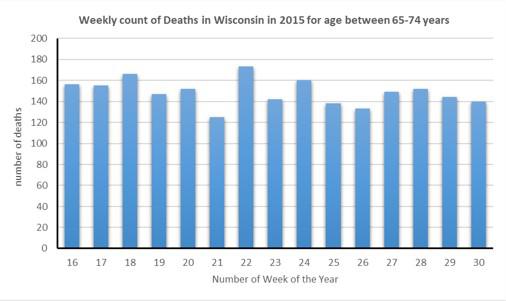 Weekly count of Deaths in Wisconsin in 2015 for age between 65-74 years
200
180
160
140
120
100
80
60
40
20
0
number of deaths
16 17 18 19 20 21 22 23 24 25 26 27 28 29 30
Number of Week of the Year